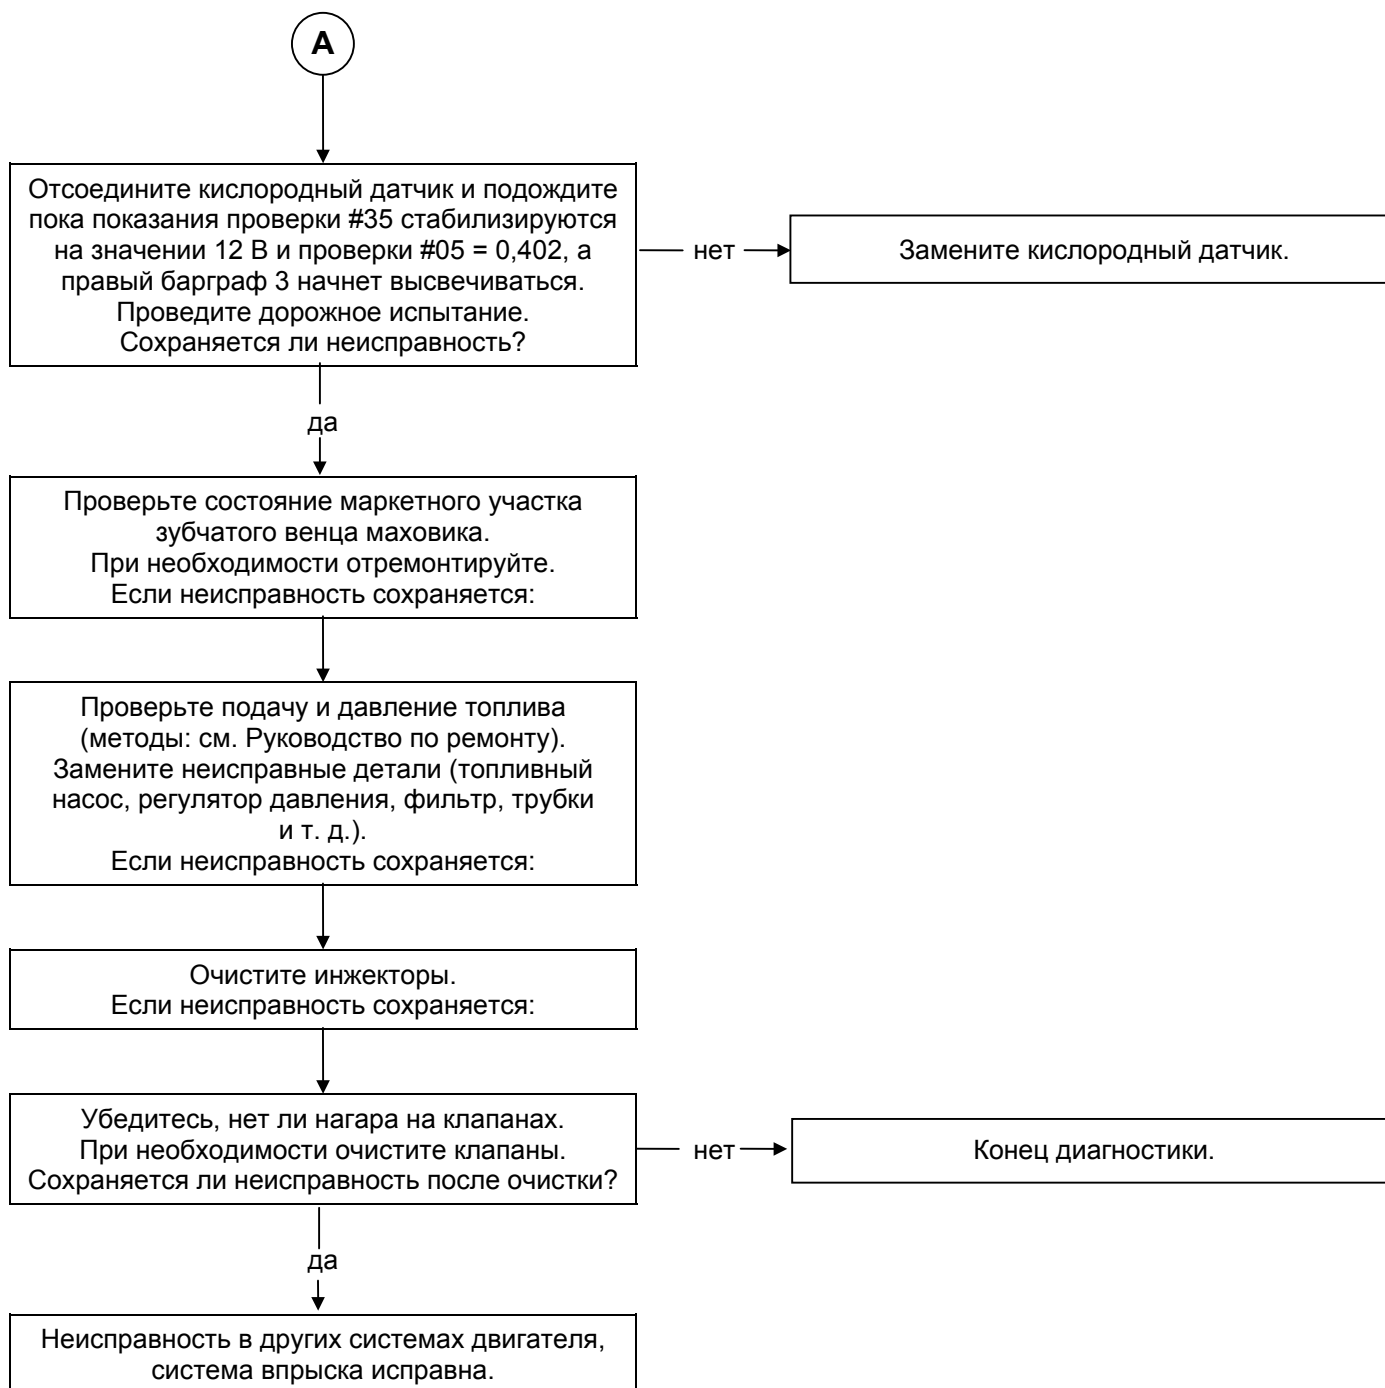 A
Отсоедините кислородный датчик и подождите
пока показания проверки #35 стабилизируются
на значении 12 В и проверки #05 = 0,402, а
правый барграф 3 начнет высвечиваться.
Проведите дорожное испытание.
Сохраняется ли неисправность?
нет
Замените кислородный датчик.
да
Проверьте состояние маркетного участка
зубчатого венца маховика.
При необходимости отремонтируйте.
Если неисправность сохраняется:
Проверьте подачу и давление топлива
(методы: см. Руководство по ремонту).
Замените неисправные детали (топливный
насос, регулятор давления, фильтр, трубки
и т. д.).
Если неисправность сохраняется:
Очистите инжекторы.
Если неисправность сохраняется:
Убедитесь, нет ли нагара на клапанах.
При необходимости очистите клапаны.
Сохраняется ли неисправность после очистки?
нет
Конец диагностики.
да
Неисправность в других системах двигателя,
система впрыска исправна.